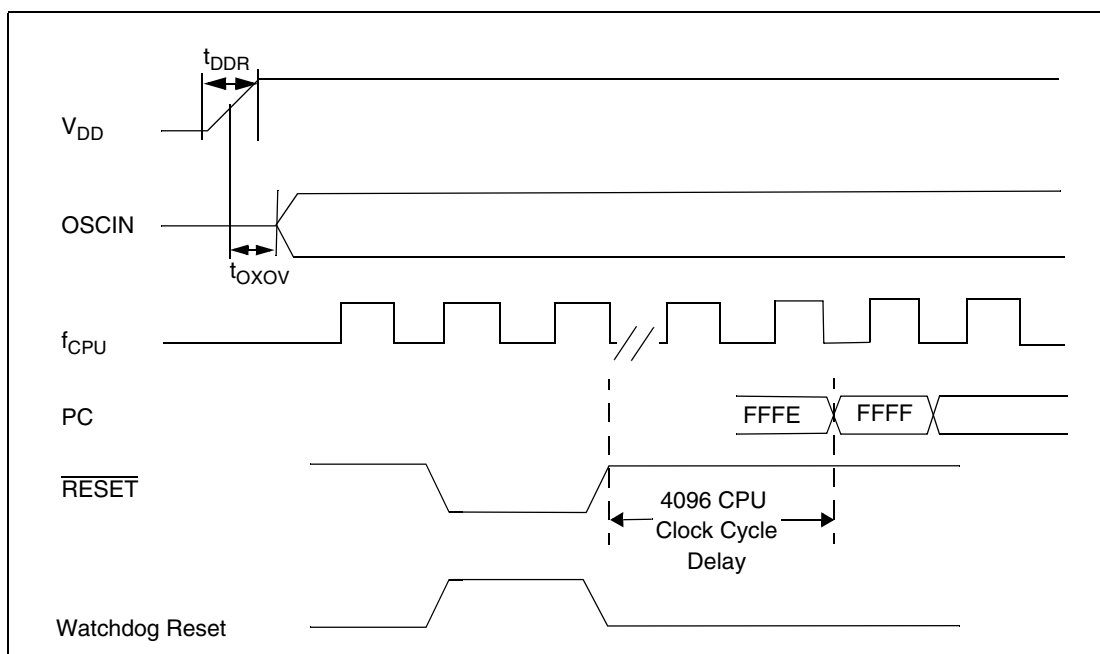 tDDR
VDD
OSCIN
tOXOV
fCPU
PC
FFFE
FFFF
RESET
4096 CPU
Clock Cycle
Delay
Watchdog Reset